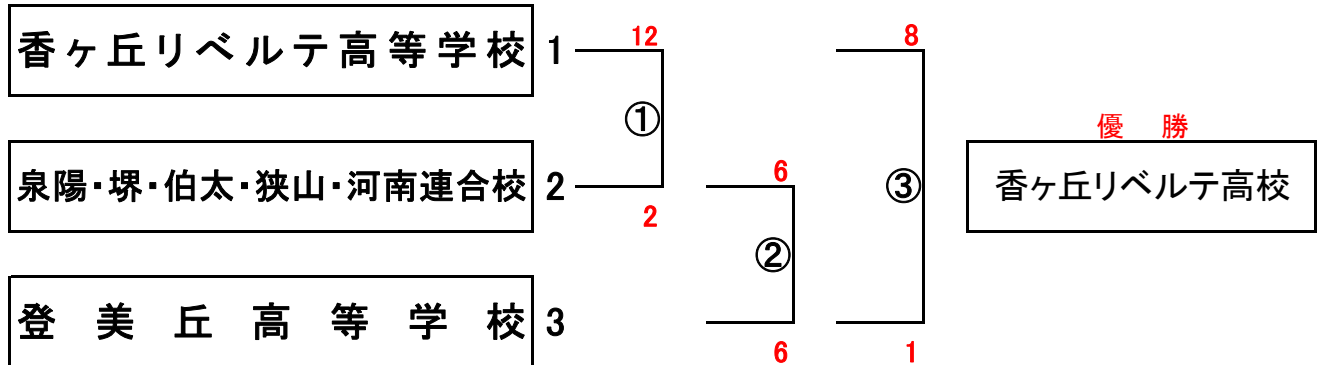 香ヶ丘リベルテ高等学校 1 12 8
①
優 勝
泉陽・堺・伯太・狭山・河南連合校 2 2 6 ③ 香ヶ丘リベルテ高校
②
登美丘高等学校 3 6 1